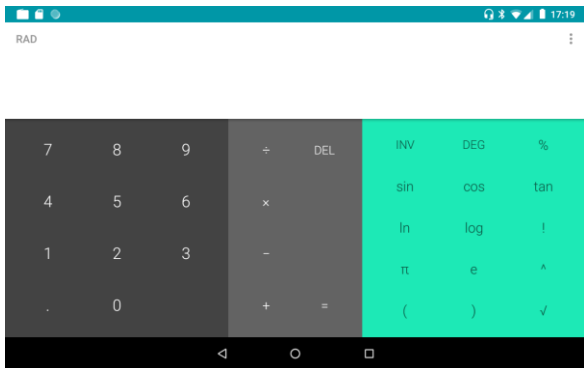 17:19
RAD
7 8 9 ÷ DEL INV DEG %
4 5 6 × sin cos tan
1 2 3 − ln log !
. 0 + = π e ^
( ) √